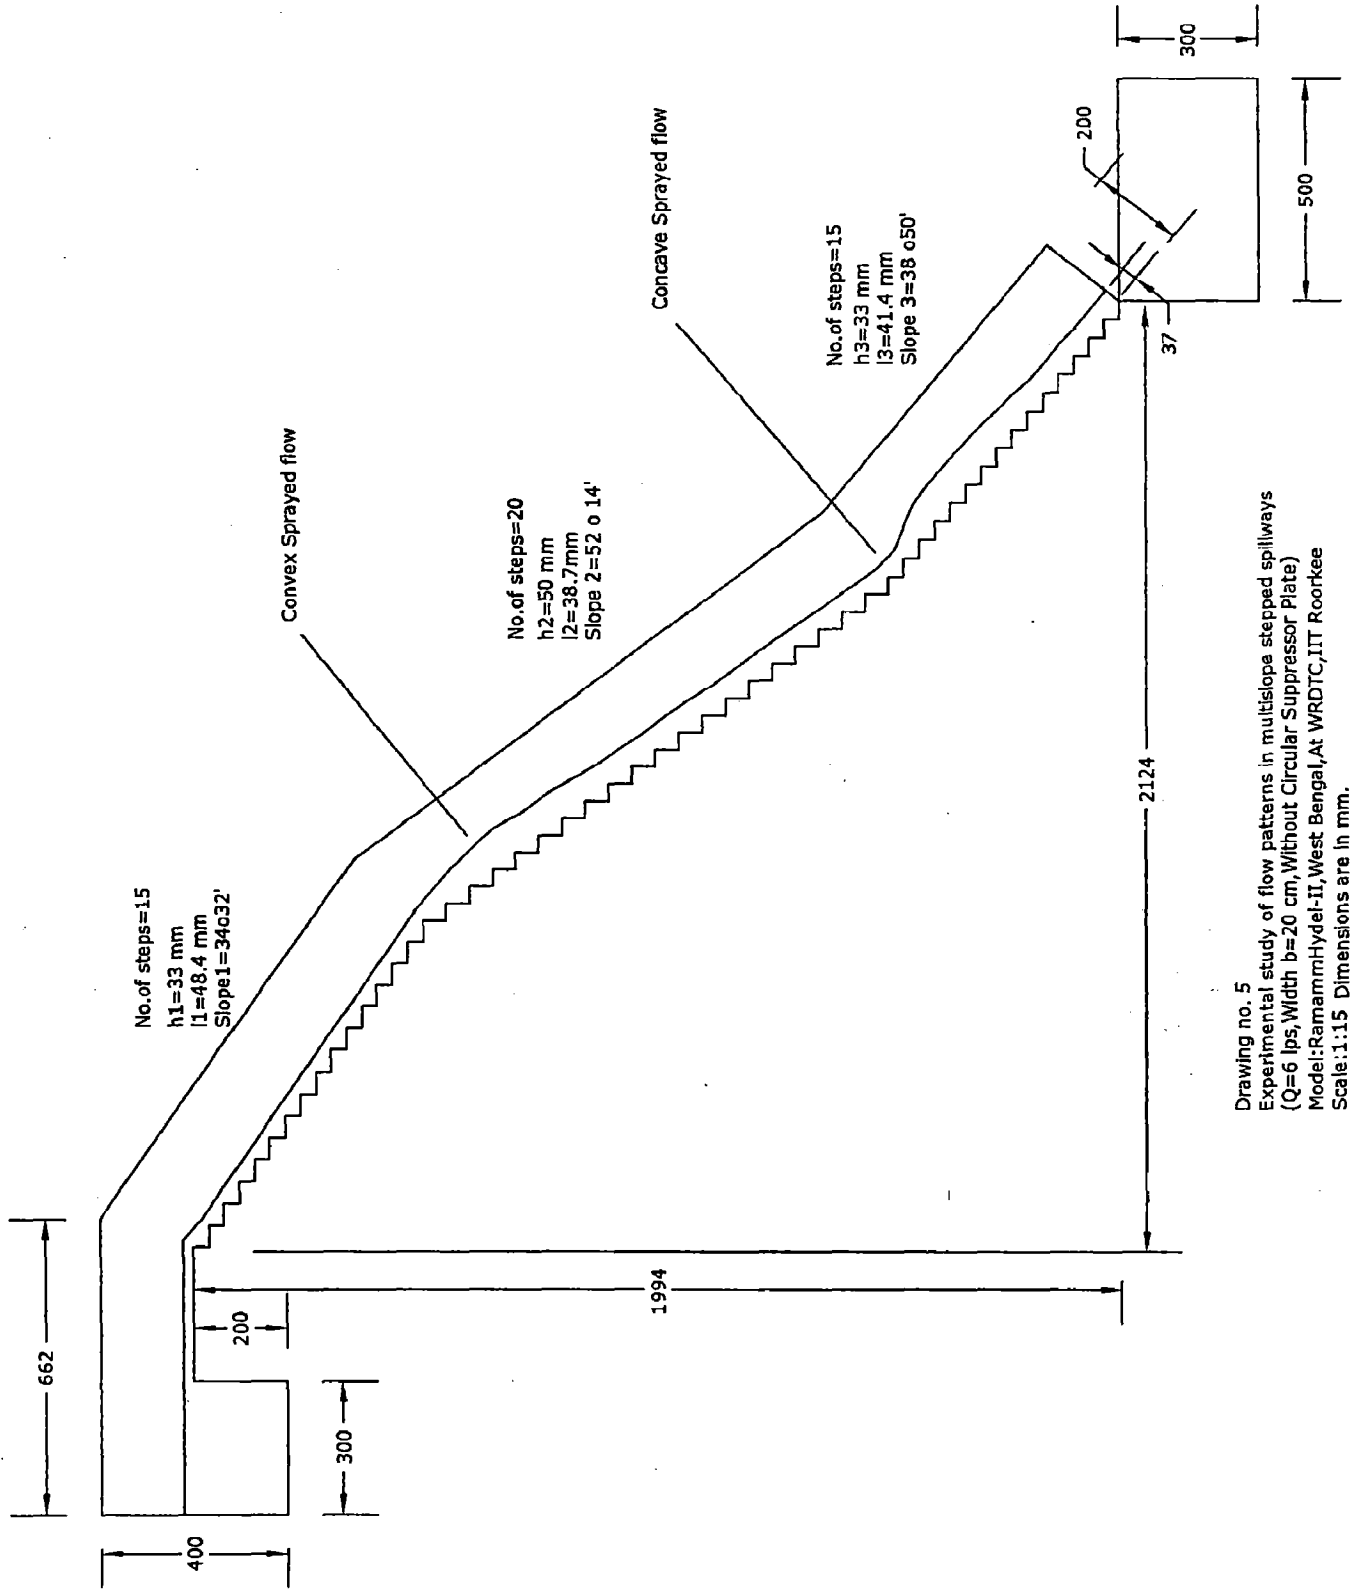 662
400
300
200
1994
2124
No.of steps=15
h1=33 mm
l1=48.4 mm
Slope1=34o32'
Convex Sprayed flow
No.of steps=20
h2=50 mm
l2=38.7mm
Slope 2=52 o 14'
Concave Sprayed flow
No.of steps=15
h3=33 mm
l3=41.4 mm
Slope 3=38 o50'
200
37
300
500
Drawing no. 5
Experimental study of flow patterns in multislope stepped spillways
(Q=6 lps,Width b=20 cm,Without Circular Suppressor Plate)
Model:RamammHydel-II,West Bengal,At WRDTC,IIT Roorkee
Scale:1:15 Dimensions are in mm.